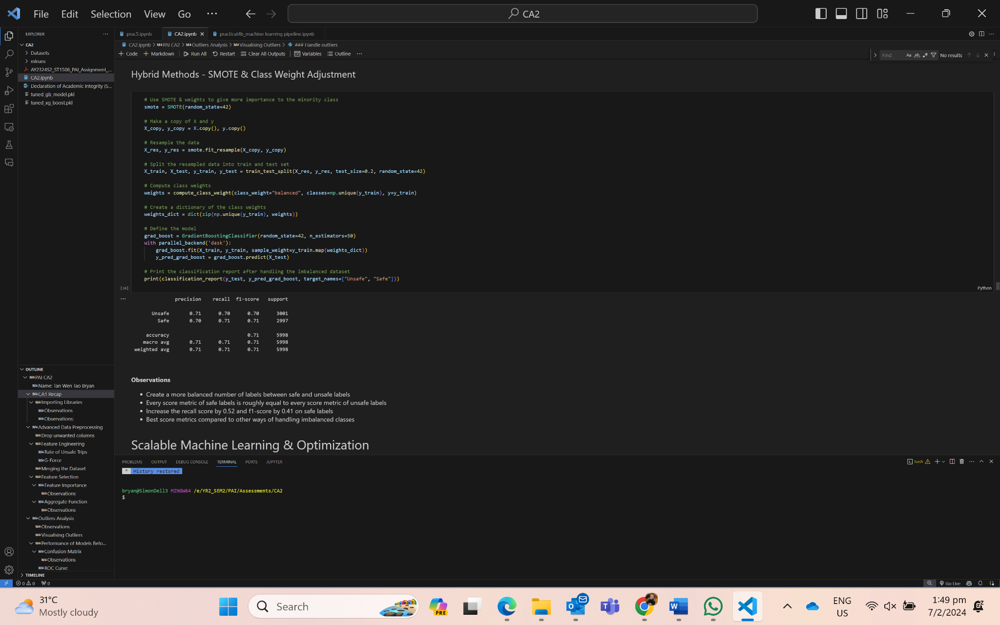 File Edit Selection View Go ···
CA2
EXPLORER
CA2
Datasets
mlruns
AY2324S2_ST1508_PAI_Assignment_...
CA2.ipynb
Declaration of Academic Integrity (S...
tuned_gb_model.pkl
tuned_xg_boost.pkl
prac5.ipynb CA2.ipynb practical4b_machine learning pipeline.ipynb
CA2.ipynb > M↓PAI CA2 > M↓Outliers Analysis > M↓Visualising Outliers > ### Handle outliers
+ Code + Markdown Run All Restart Clear All Outputs Variables Outline ···
Find Aa ab No results
Hybrid Methods - SMOTE & Class Weight Adjustment
# Use SMOTE & weights to give more importance to the minority class
smote = SMOTE(random_state=42)
# Make a copy of X and y
X_copy, y_copy = X.copy(), y.copy()
# Resample the data
X_res, y_res = smote.fit_resample(X_copy, y_copy)
# Split the resampled data into train and test set
X_train, X_test, y_train, y_test = train_test_split(X_res, y_res, test_size=0.2, random_state=42)
# Compute class weights
weights = compute_class_weight(class_weight="balanced", classes=np.unique(y_train), y=y_train)
# Create a dictionary of the class weights
weights_dict = dict(zip(np.unique(y_train), weights))
# Define the model
grad_boost = GradientBoostingClassifier(random_state=42, n_estimators=50)
with parallel_backend('dask'):
grad_boost.fit(X_train, y_train, sample_weight=y_train.map(weights_dict))
y_pred_grad_boost = grad_boost.predict(X_test)
# Print the classification report after handling the imbalanced dataset
print(classification_report(y_test, y_pred_grad_boost, target_names=["Unsafe", "Safe"]))
[36]
Python
precision recall f1-score support
Unsafe 0.71 0.70 0.70 3001
Safe 0.70 0.71 0.71 2997
accuracy 0.71 5998
macro avg 0.71 0.71 0.71 5998
weighted avg 0.71 0.71 0.71 5998
Observations
• Create a more balanced number of labels between safe and unsafe labels
• Every score metric of safe labels is roughly equal to every score metric of unsafe labels
• Increase the recall score by 0.52 and f1-score by 0.41 on safe labels
• Best score metrics compared to other ways of handling imbalanced classes
Scalable Machine Learning & Optimization
OUTLINE
M↓PAI CA2
M↓Name: Tan Wen Tao Bryan
M↓CA1 Recap
M↓Importing Libraries
M↓Observations
M↓Observations:
M↓Advanced Data Preprocessing
M↓Drop unwanted columns
M↓Feature Engineering
M↓Rate of Unsafe Trips
M↓G-Force
M↓Merging the Dataset
M↓Feature Selection
M↓Feature Importance
M↓Observations
M↓Aggregate Function
M↓Observations
M↓Outliers Analysis
M↓Observations
M↓Visualising Outliers
M↓Performance of Models Befo...
M↓Confusion Matrix
M↓Observations
M↓ROC Curve
TIMELINE
PROBLEMS OUTPUT DEBUG CONSOLE TERMINAL PORTS JUPYTER
bash
* History restored
bryan@SimonDell3 MINGW64 /e/YR2_SEM2/PAI/Assessments/CA2
$
0 0 0
Go Live
31°C
Mostly cloudy
Search
PRE
ENG
US
1:49 pm
7/2/2024